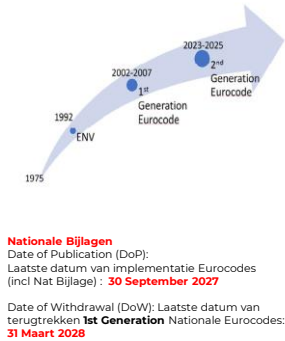 2023-2025
2nd
Generation
Eurocode
2002-2007
1st
Generation
Eurocode
1992
ENV
1975
Nationale Bijlagen
Date of Publication (DoP):
Laatste datum van implementatie Eurocodes
(incl Nat Bijlage) : 30 September 2027
Date of Withdrawal (DoW): Laatste datum van
terugtrekken 1st Generation Nationale Eurocodes:
31 Maart 2028